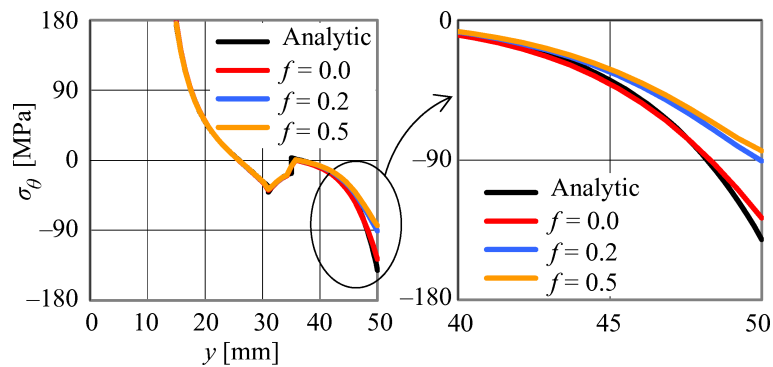 σθ [MPa]
180
90
0
−90
−180
0
10
20
30
40
50
y [mm]
Analytic
f = 0.0
f = 0.2
f = 0.5
0
−90
−180
40
45
50
Analytic
f = 0.0
f = 0.2
f = 0.5